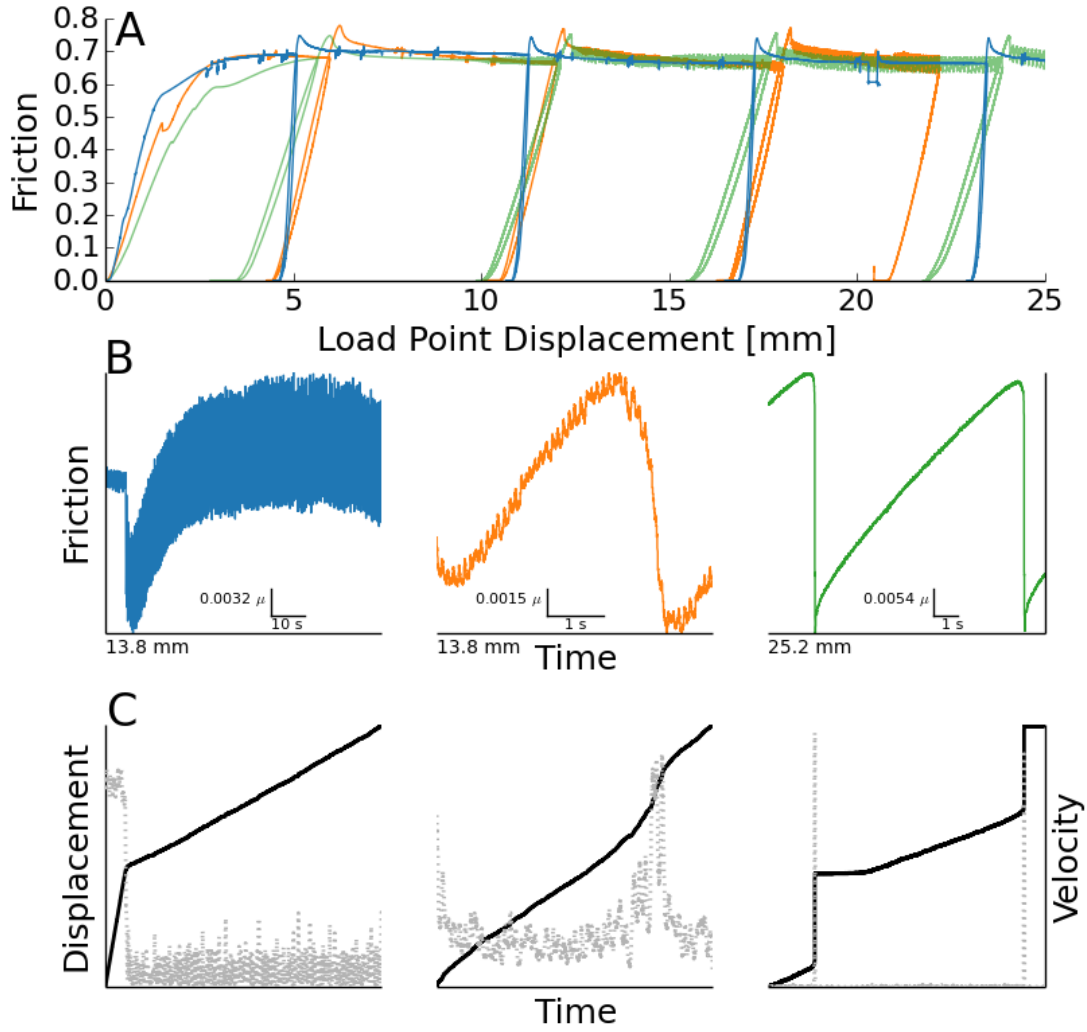 A
Friction
0.8
0.7
0.6
0.5
0.4
0.3
0.2
0.1
0.0
0 5 10 15 20 25
Load Point Displacement [mm]
B
Friction
0.0032 μ
10 s
13.8 mm
0.0015 μ
1 s
13.8 mm
0.0054 μ
1 s
25.2 mm
Time
C
Displacement
Velocity
Time